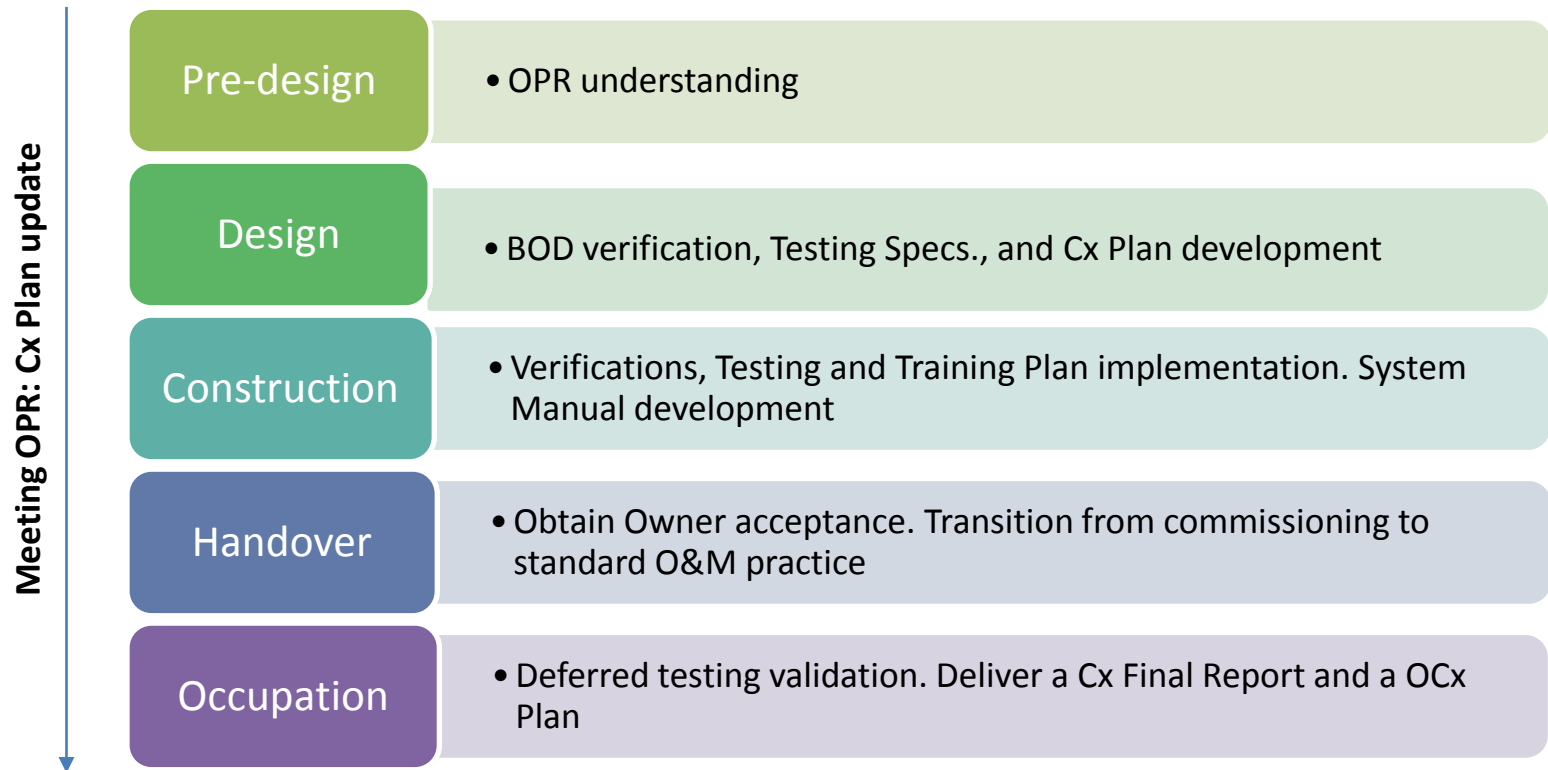 Meeting OPR: Cx Plan update
Pre-design
• OPR understanding
Design
• BOD verification, Testing Specs., and Cx Plan development
Construction
• Verifications, Testing and Training Plan implementation. System
Manual development
Handover
• Obtain Owner acceptance. Transition from commissioning to
standard O&M practice
Occupation
• Deferred testing validation. Deliver a Cx Final Report and a OCx
Plan